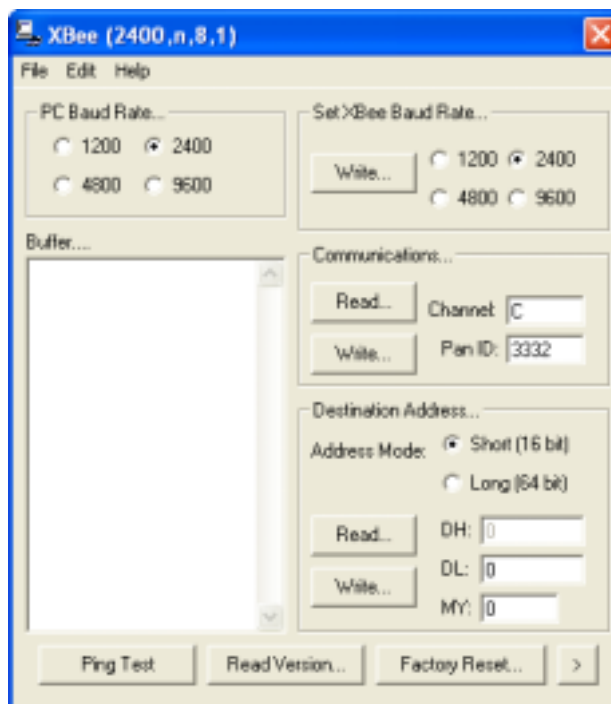 XBee (2400,n,8,1)
File Edit Help
PC Baud Rate...
1200 2400
4800 9600
Set XBee Baud Rate...
Write...
1200 2400
4800 9600
Buffer....
Communications...
Read...
Channel: C
Write...
Pan ID: 3332
Destination Address...
Address Mode: Short (16 bit)
Long (64 bit)
Read...
DH: 0
DL: 0
Write...
MY: 0
Ping Test Read Version... Factory Reset... >